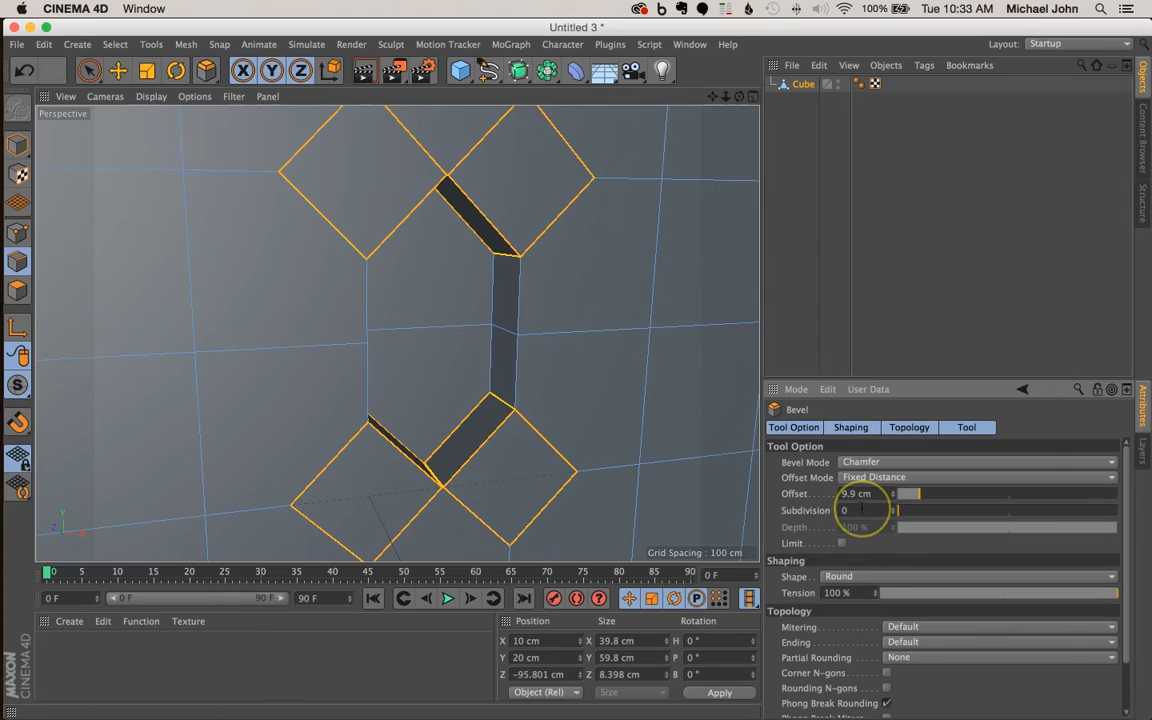 CINEMA 4D Window 100% Tue 10:33 AM Michael John
Untitled 3 *
File Edit Create Select Tools Mesh Snap Animate Simulate Render Sculpt Motion Tracker MoGraph Character Plugins Script Window Help Layout: Startup
X Y Z
View Cameras Display Options Filter Panel
File Edit View Objects Tags Bookmarks
Perspective
Cube
Objects
Content Browser
Structure
Y
Z X
Grid Spacing : 100 cm
Mode Edit User Data
Attributes
Layers
Bevel
Tool Option Shaping Topology Tool
Tool Option
Bevel Mode Chamfer
Offset Mode Fixed Distance
Offset 9.9 cm
Subdivision 0
Depth 100 %
Limit
Shaping
Shape Round
Tension 100 %
Topology
Mitering Default
Ending Default
Partial Rounding None
Corner N-gons
Rounding N-gons
Phong Break Rounding
0 5 10 15 20 25 30 35 40 45 50 55 60 65 70 75 80 85 90 0 F
0 F 0 F 90 F 90 F
Create Edit Function Texture
Position Size Rotation
X 10 cm X 39.8 cm H 0 °
Y 20 cm Y 59.8 cm P 0 °
Z -95.801 cm Z 8.398 cm B 0 °
Object (Rel) Size Apply
MAXON
CINEMA 4D